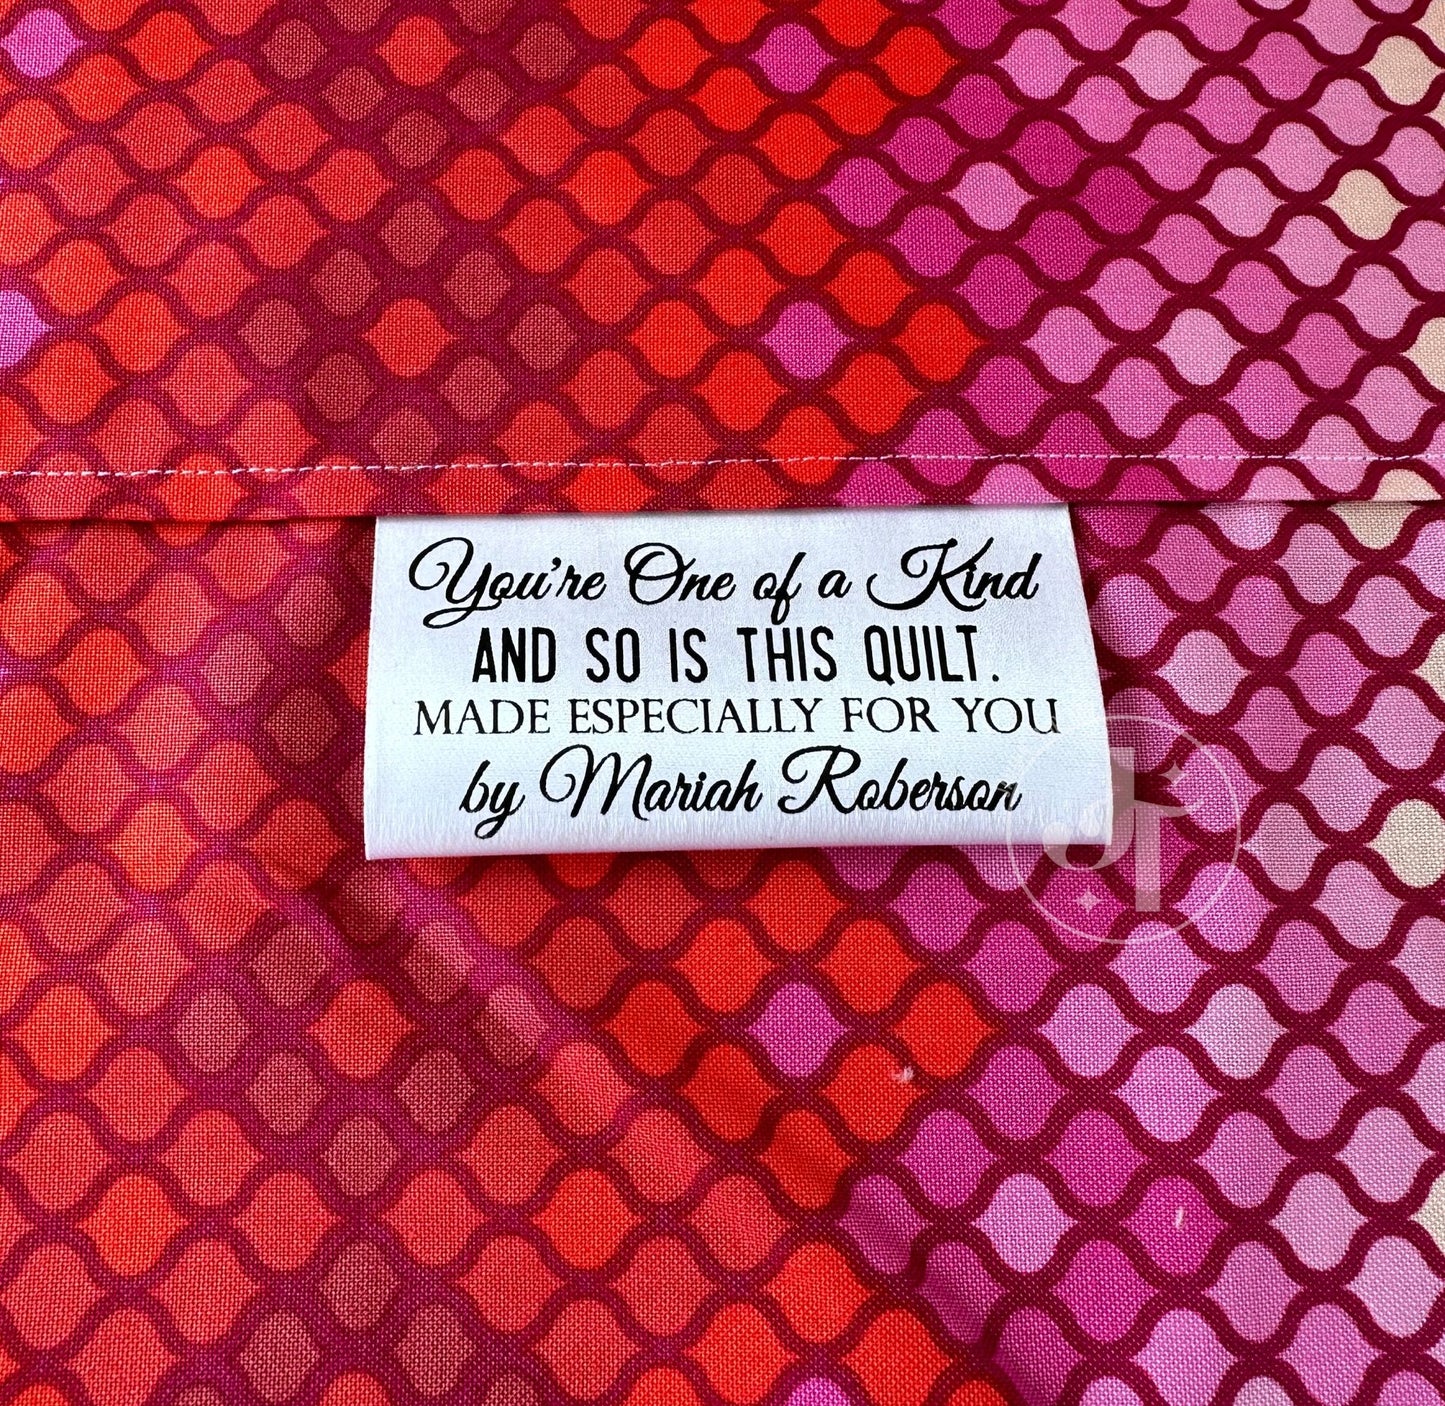 You're One of a Kind
AND SO IS THIS QUILT.
MADE ESPECIALLY FOR YOU
by Mariah Roberson